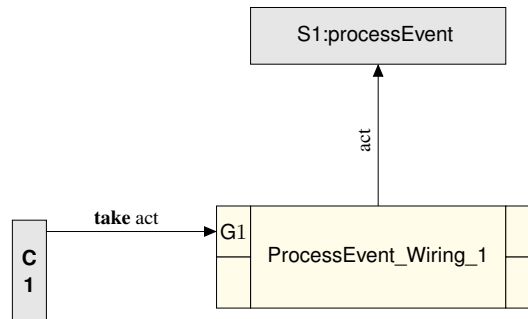 S1:processEvent
act
take act
G1
ProcessEvent_Wiring_1
C
1